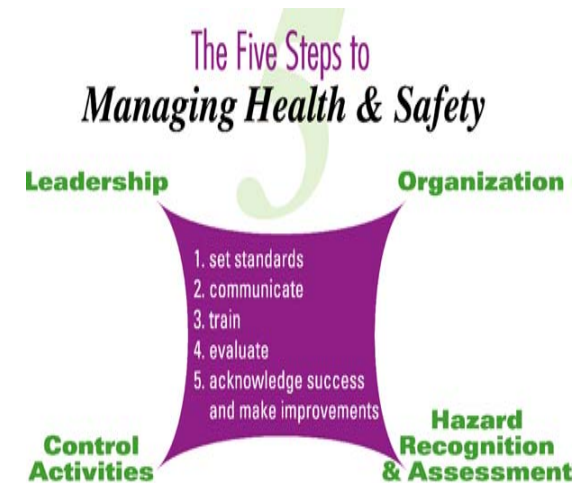 The Five Steps to
Managing Health & Safety
5
Leadership
Organization
1. set standards
2. communicate
3. train
4. evaluate
5. acknowledge success
and make improvements
Control
Activities
Hazard
Recognition
& Assessment